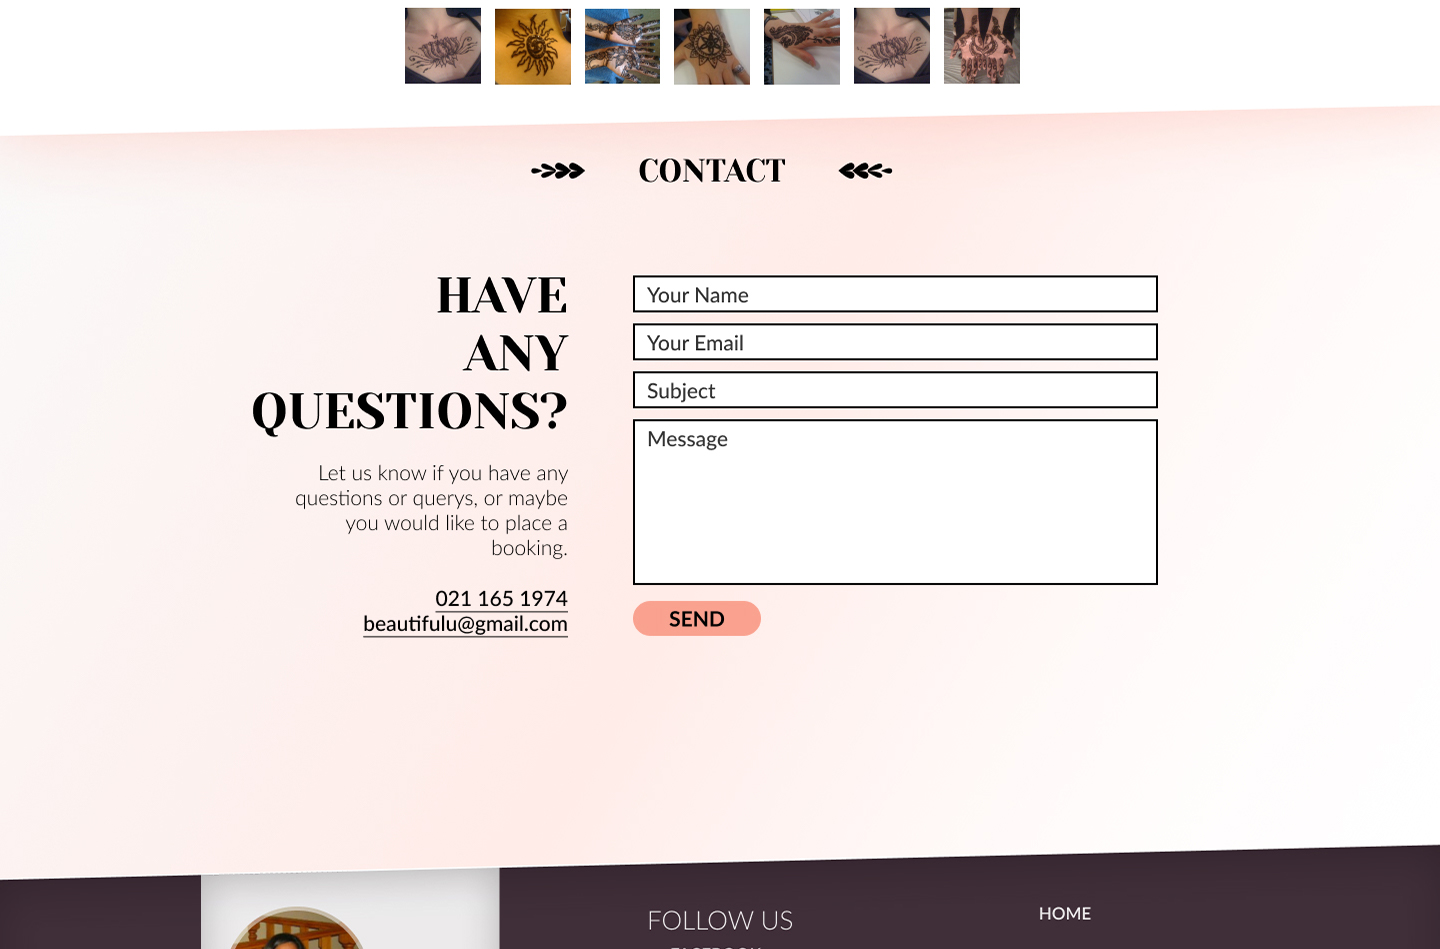 CONTACT
HAVE
ANY
QUESTIONS?
Let us know if you have any
questions or querys, or maybe
you would like to place a
booking.
021 165 1974
beautifulu@gmail.com
Your Name
Your Email
Subject
Message
SEND
FOLLOW US
FACEBOOK
HOME